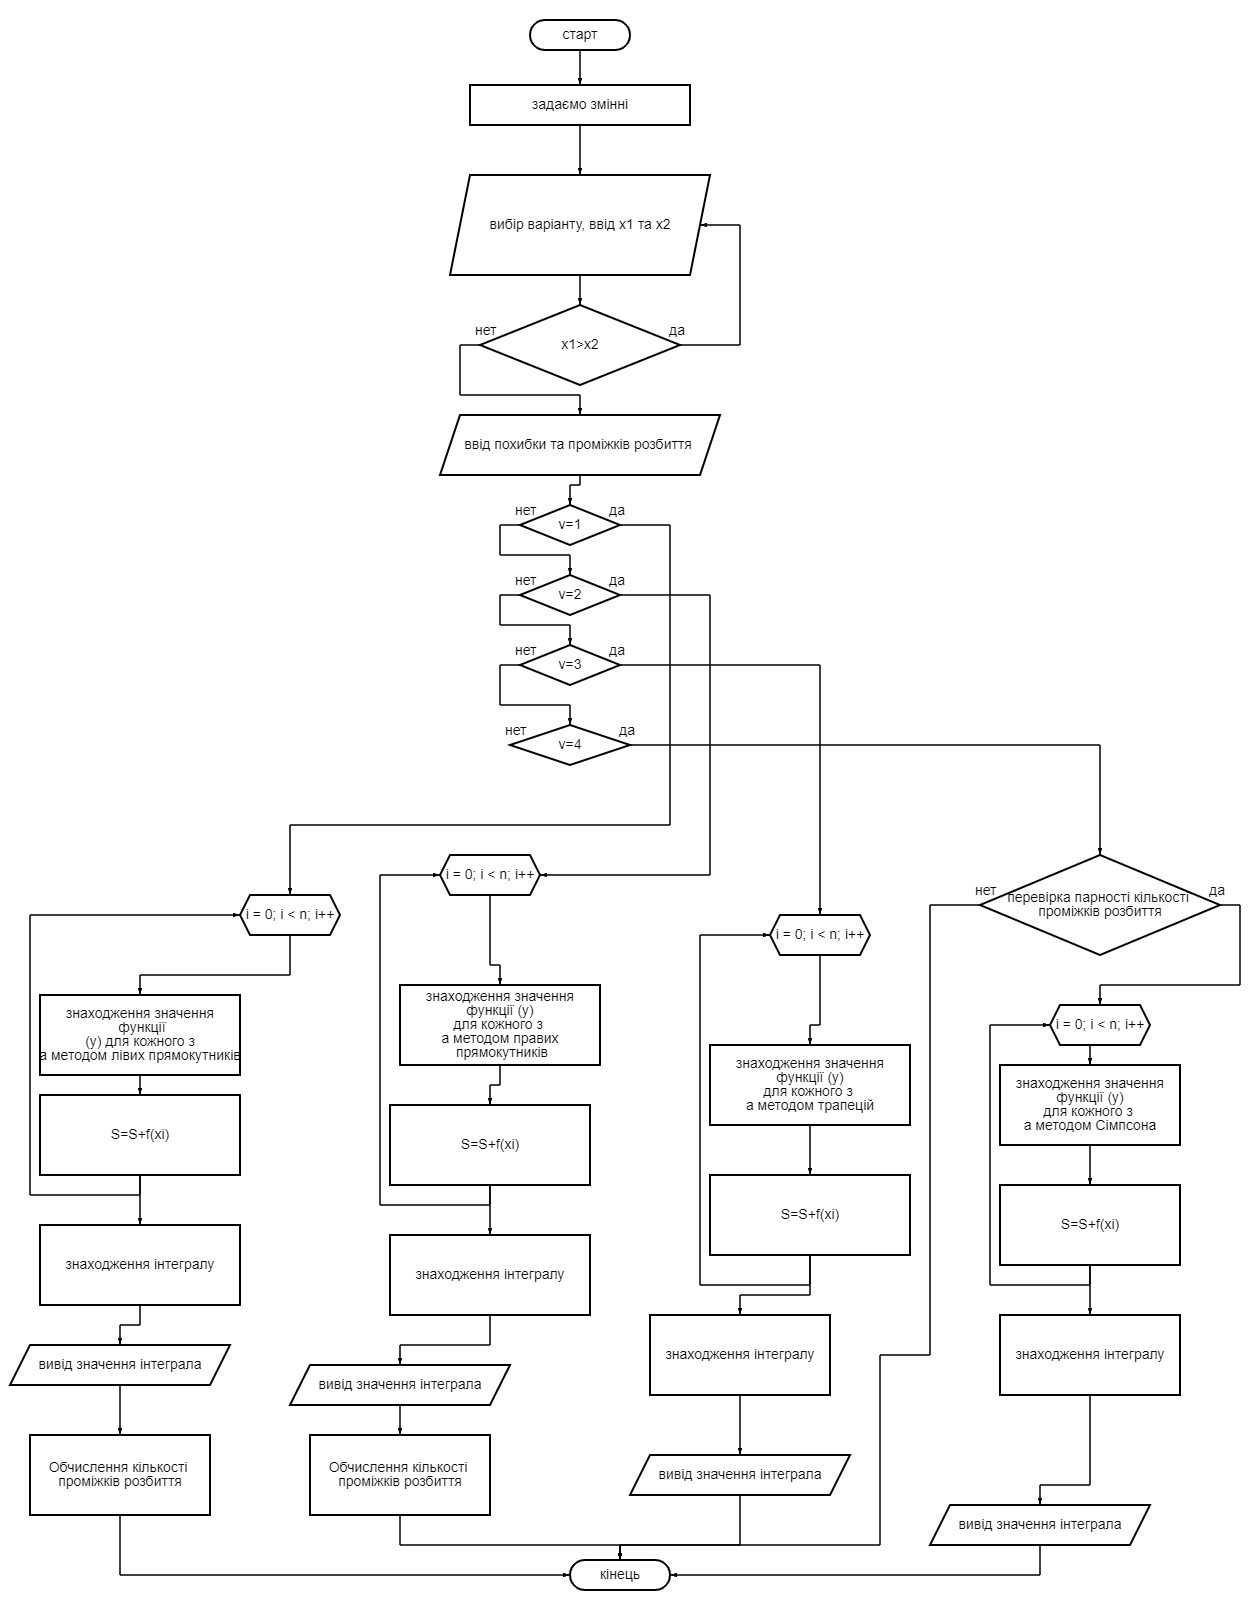 старт
задаємо змінні
вибір варіанту, ввід x1 та x2
нет
да
x1>x2
ввід похибки та проміжків розбиття
нет
да
v=1
нет
да
v=2
нет
да
v=3
нет
да
v=4
i = 0; i < n; i++
знаходження значення
функції
(y) для кожного з
а методом лівих прямокутників
S=S+f(xi)
знаходження інтегралу
вивід значення інтеграла
Обчислення кількості
проміжків розбиття
i = 0; i < n; i++
знаходження значення
функції (y)
для кожного з
а методом правих
прямокутників
S=S+f(xi)
знаходження інтегралу
вивід значення інтеграла
Обчислення кількості
проміжків розбиття
i = 0; i < n; i++
знаходження значення
функції (y)
для кожного з
а методом трапецій
S=S+f(xi)
знаходження інтегралу
вивід значення інтеграла
нет
да
перевірка парності кількості
проміжків розбиття
i = 0; i < n; i++
знаходження значення
функції (y)
для кожного з
а методом Сімпсона
S=S+f(xi)
знаходження інтегралу
вивід значення інтеграла
кінець